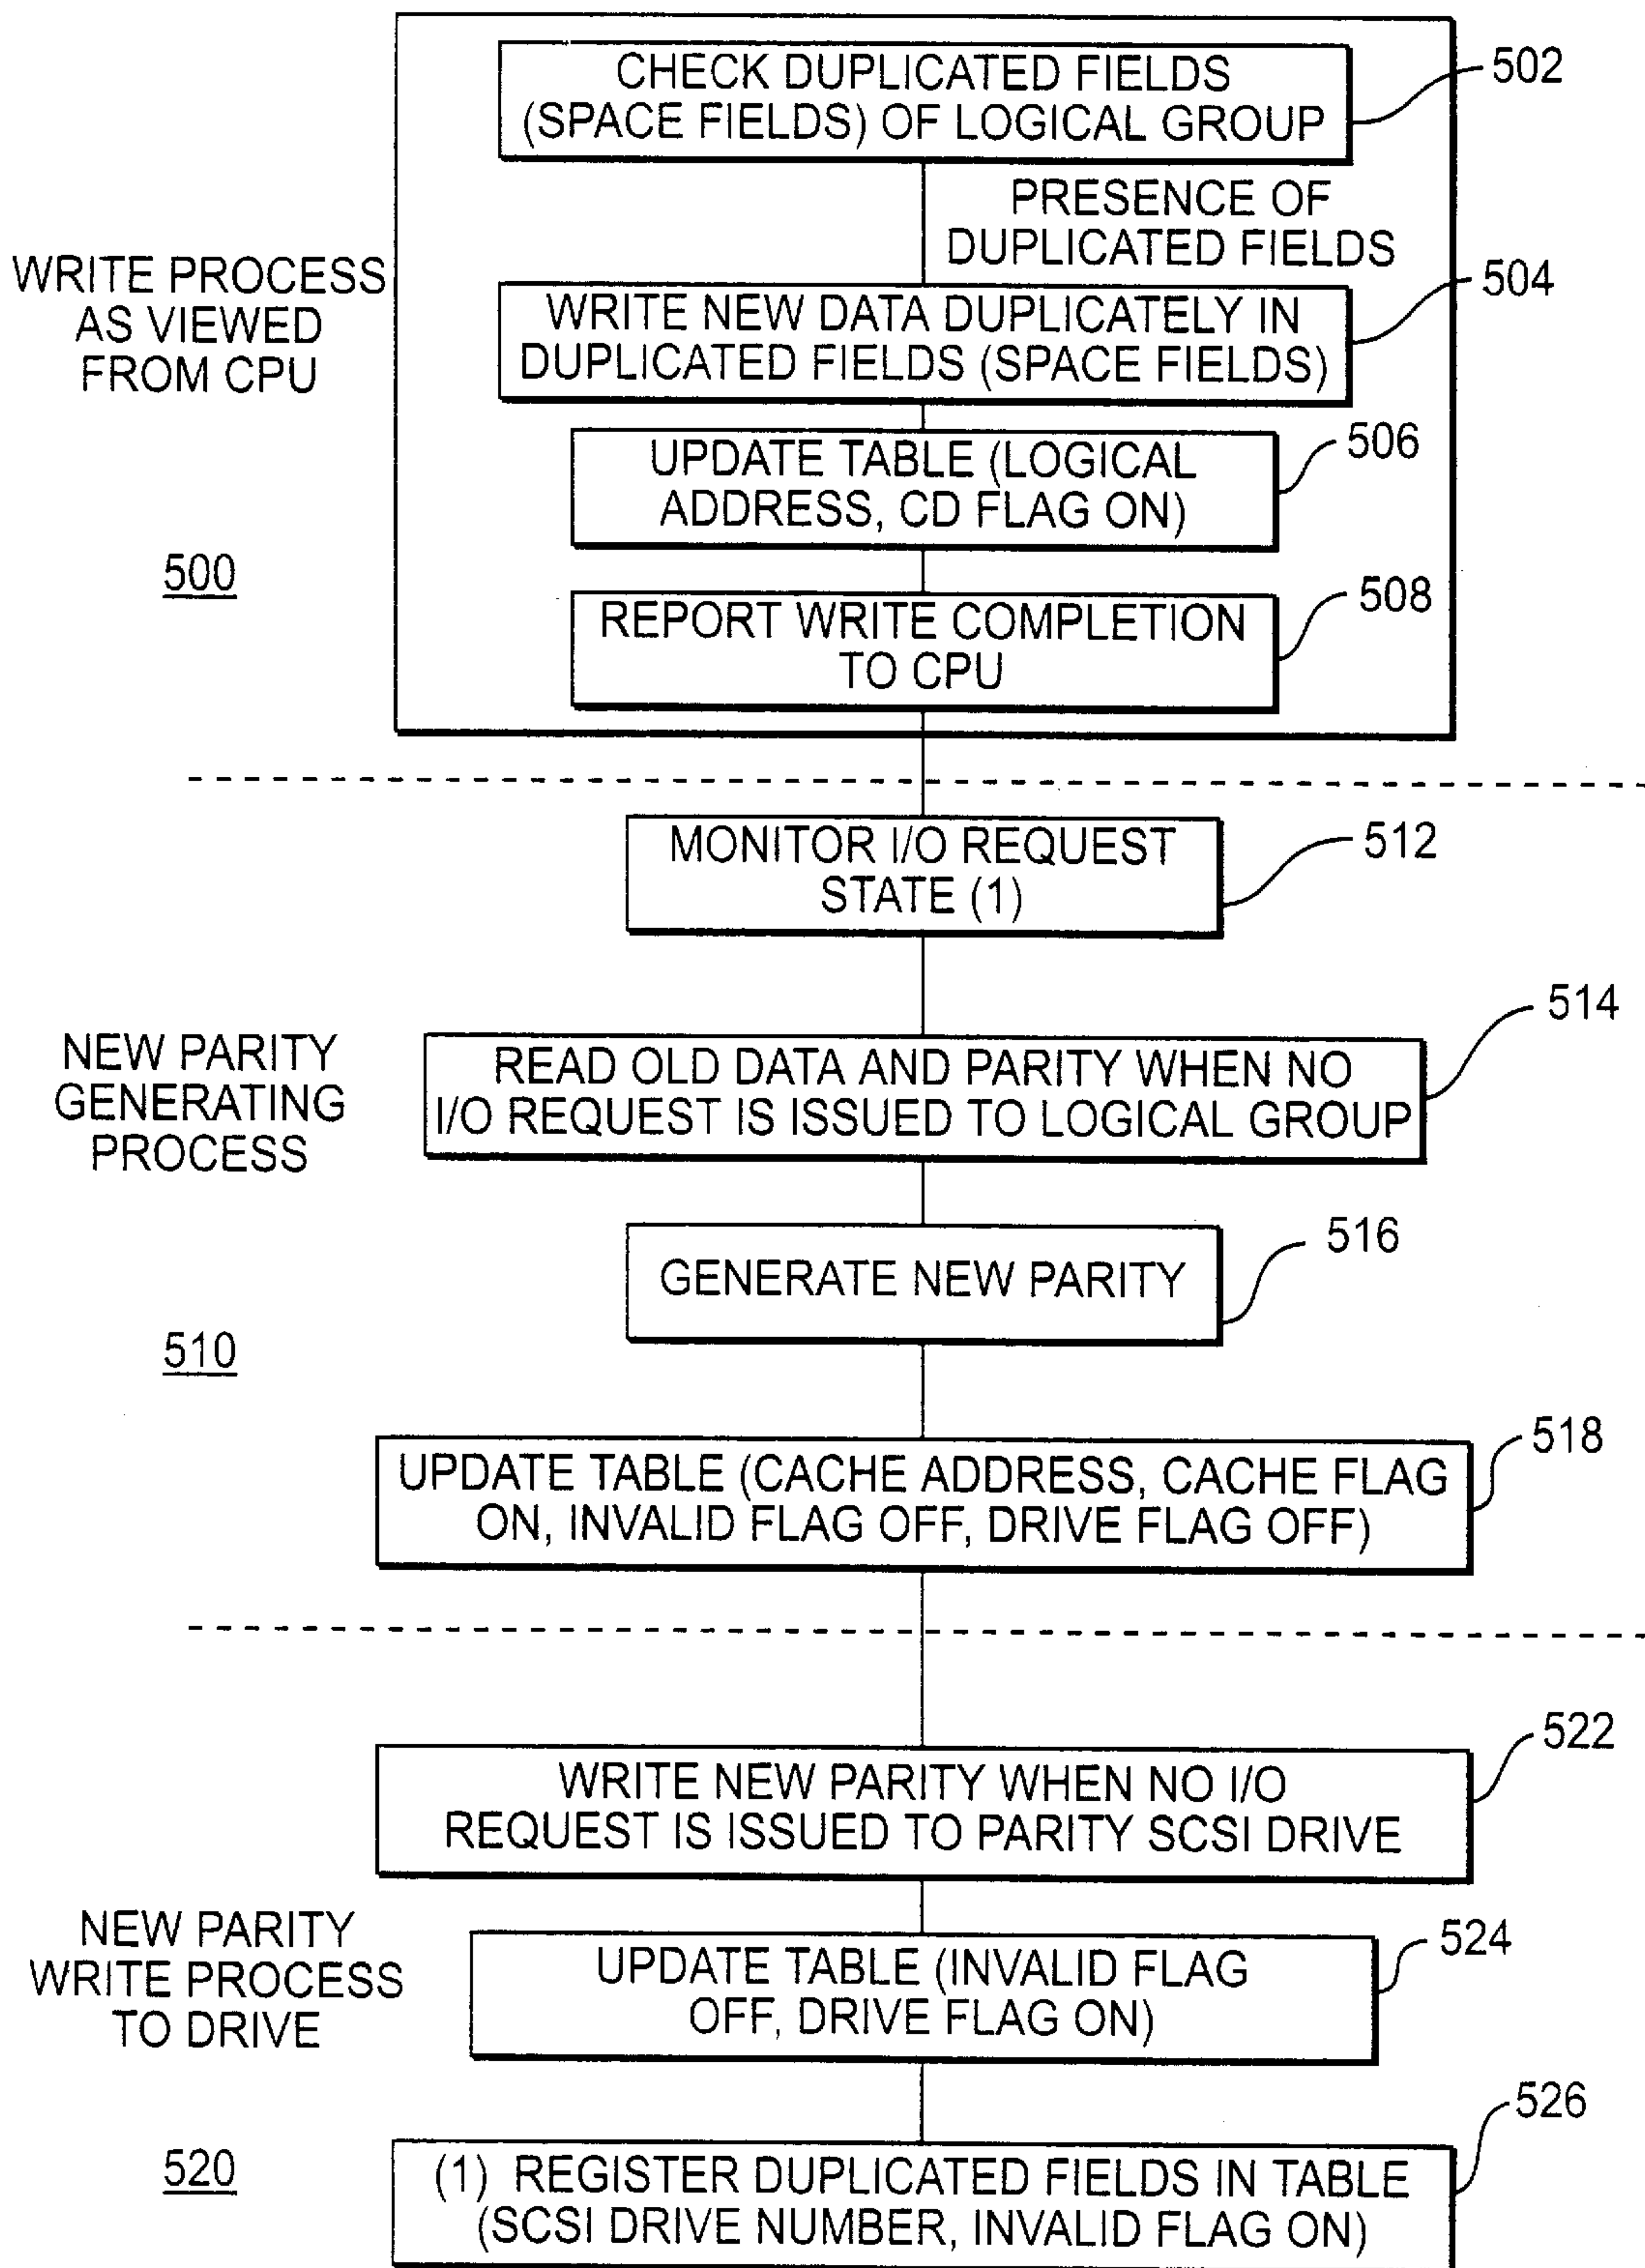 CHECK DUPLICATED FIELDS
(SPACE FIELDS) OF LOGICAL GROUP
502
PRESENCE OF
DUPLICATED FIELDS
WRITE PROCESS
AS VIEWED
FROM CPU
WRITE NEW DATA DUPLICATELY IN
DUPLICATED FIELDS (SPACE FIELDS)
504
UPDATE TABLE (LOGICAL
ADDRESS, CD FLAG ON)
506
500
REPORT WRITE COMPLETION
TO CPU
508
MONITOR I/O REQUEST
STATE (1)
512
NEW PARITY
GENERATING
PROCESS
READ OLD DATA AND PARITY WHEN NO
I/O REQUEST IS ISSUED TO LOGICAL GROUP
514
GENERATE NEW PARITY
516
510
UPDATE TABLE (CACHE ADDRESS, CACHE FLAG
ON, INVALID FLAG OFF, DRIVE FLAG OFF)
518
WRITE NEW PARITY WHEN NO I/O
REQUEST IS ISSUED TO PARITY SCSI DRIVE
522
NEW PARITY
WRITE PROCESS
TO DRIVE
UPDATE TABLE (INVALID FLAG
OFF, DRIVE FLAG ON)
524
520
(1) REGISTER DUPLICATED FIELDS IN TABLE
(SCSI DRIVE NUMBER, INVALID FLAG ON)
526